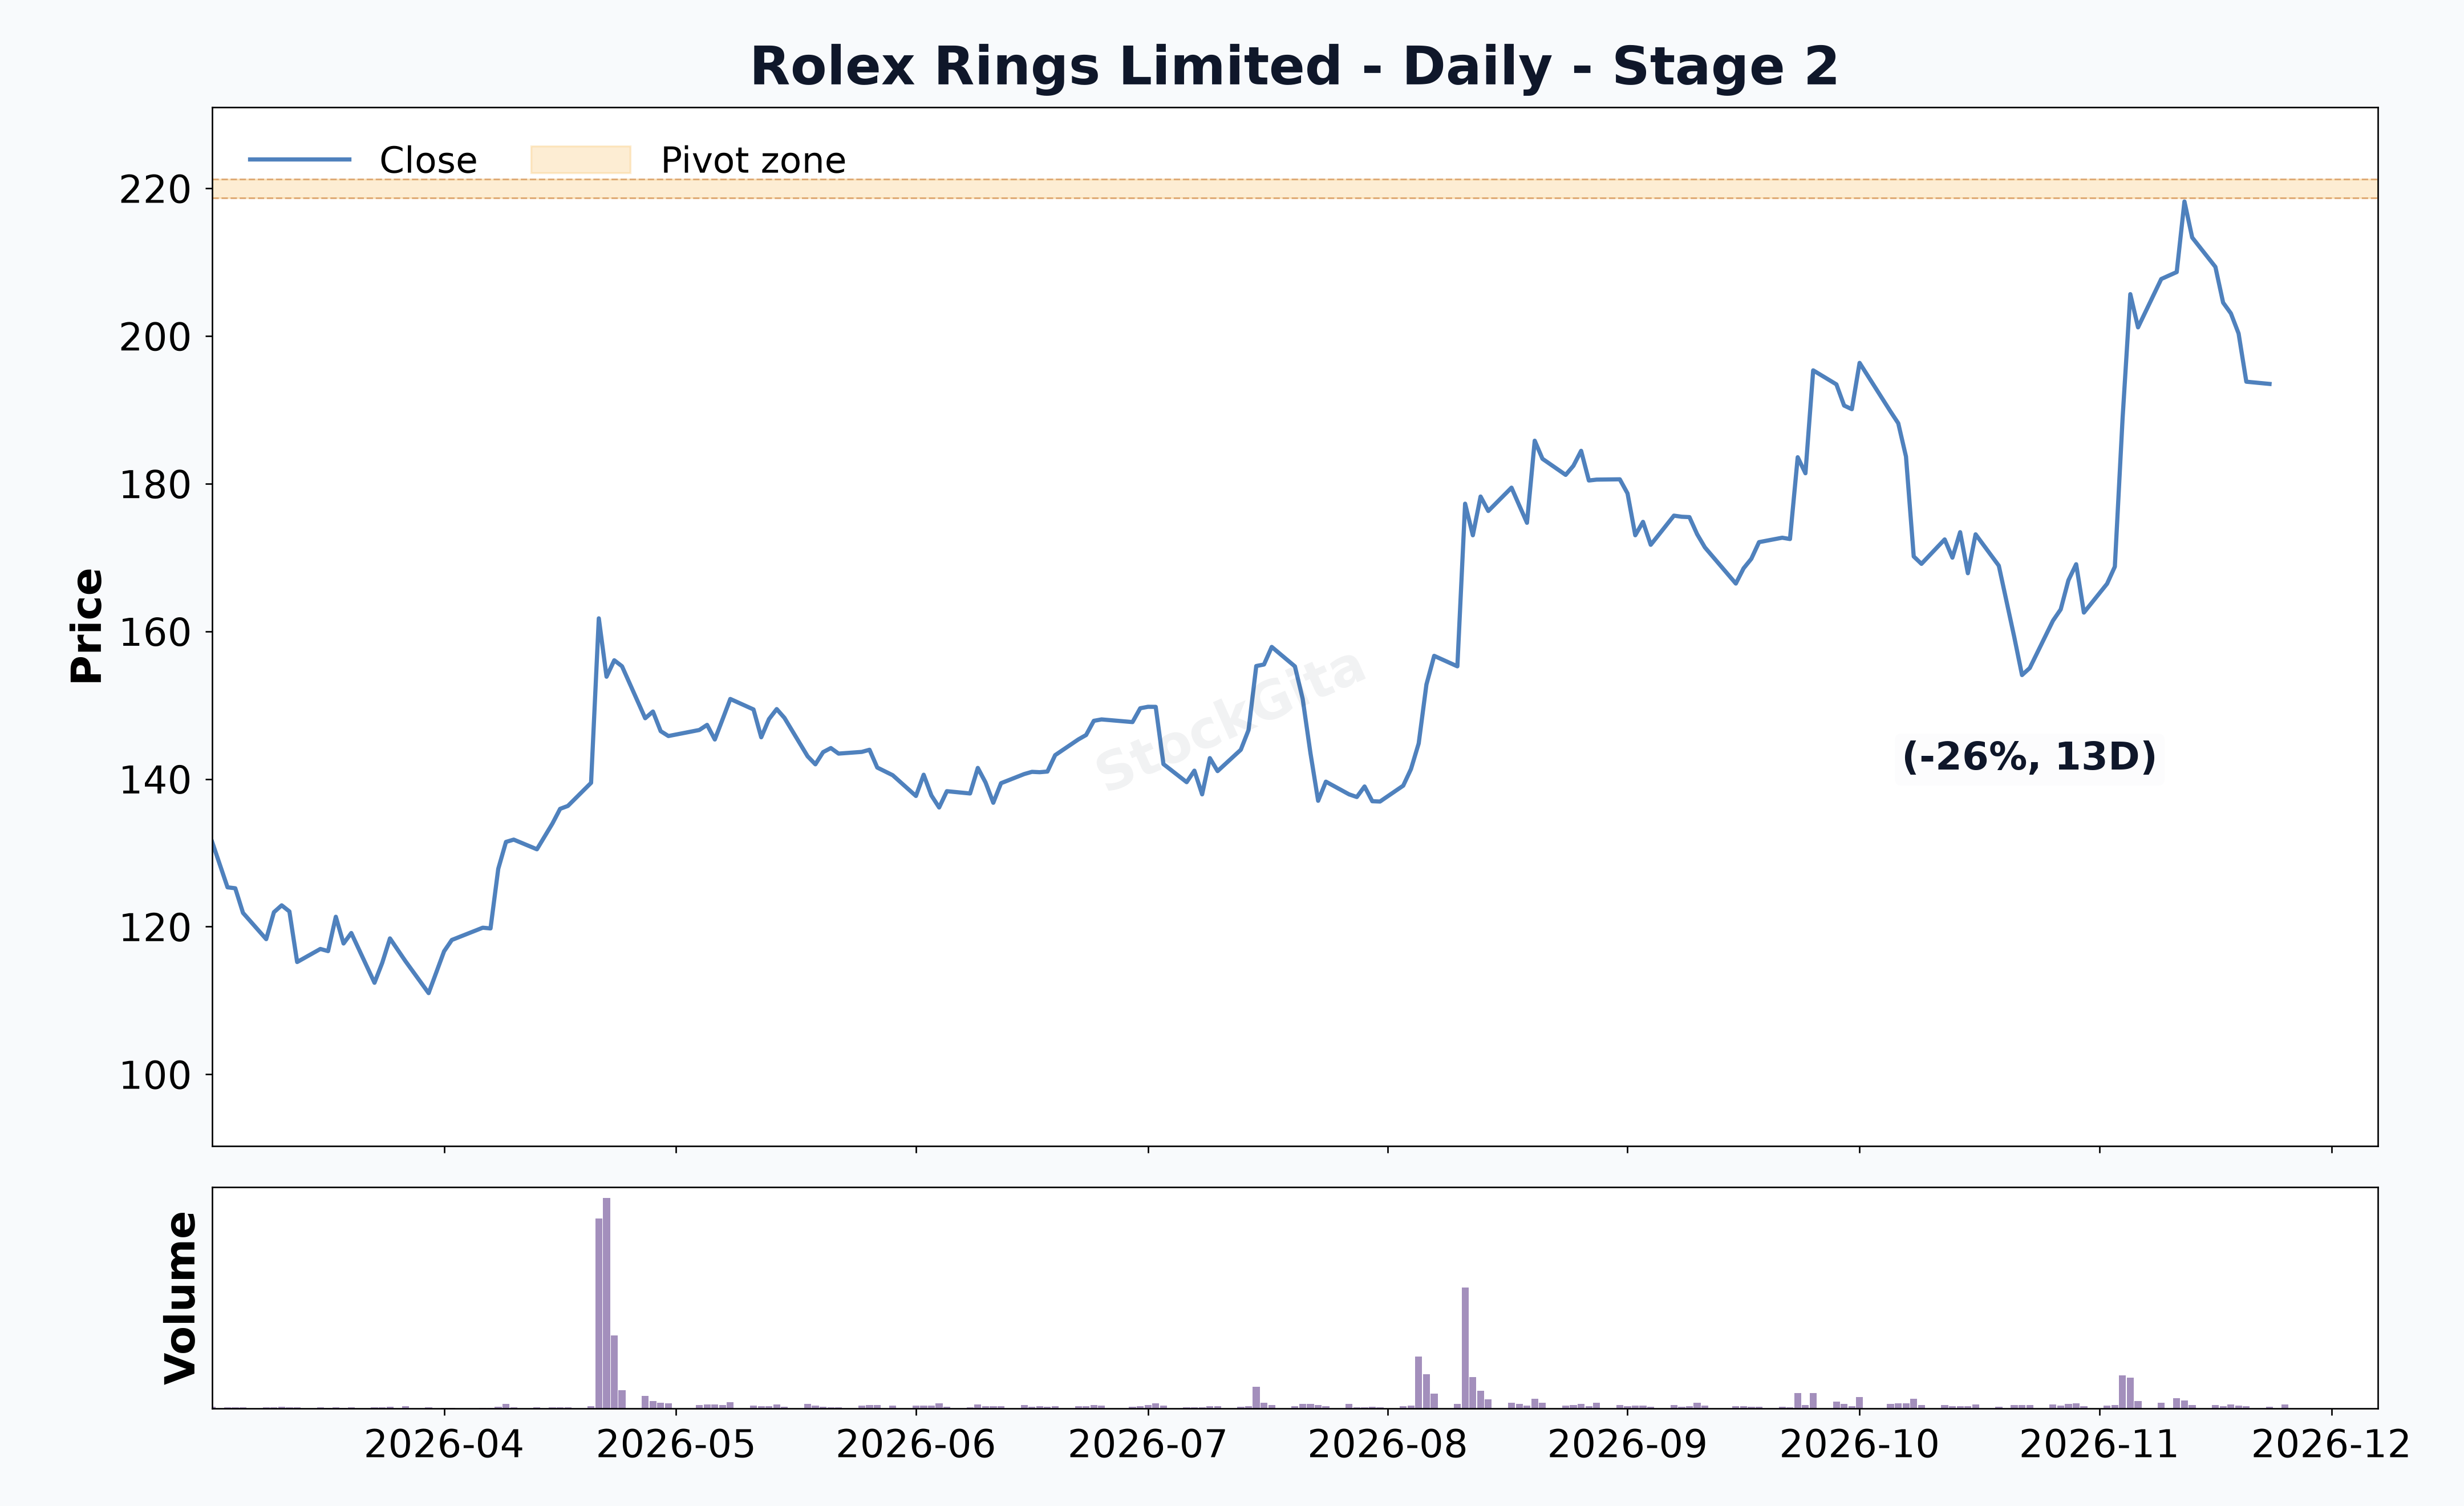 Rolex Rings Limited - Daily - Stage 2
Close
Pivot zone
Price
220
200
180
160
140
120
100
StockGita
(-26%, 13D)
Volume
2026-04
2026-05
2026-06
2026-07
2026-08
2026-09
2026-10
2026-11
2026-12